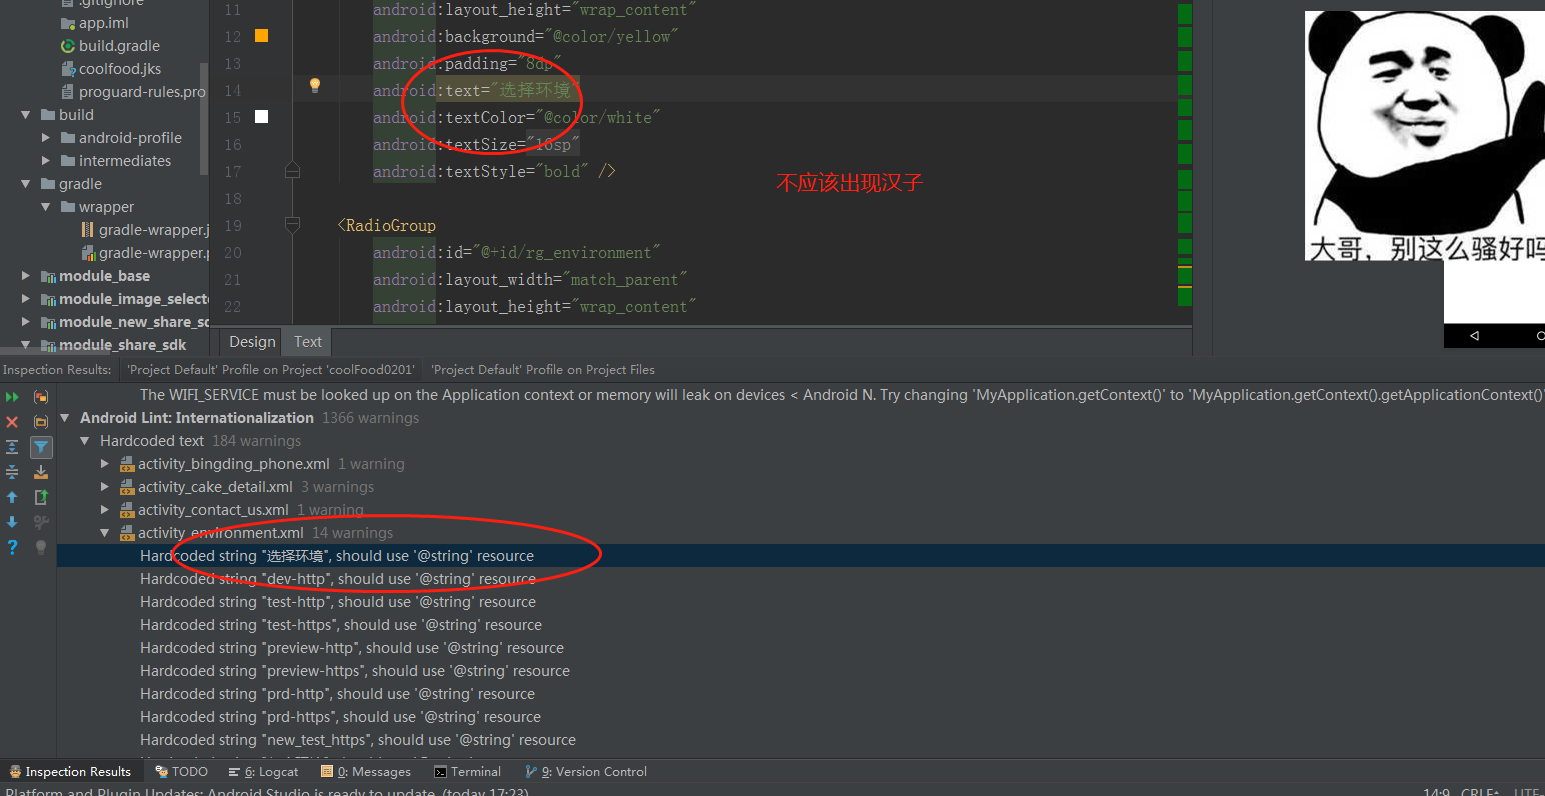 .gitignore
app.iml
build.gradle
coolfood.jks
proguard-rules.pro
build
android-profile
intermediates
gradle
wrapper
gradle-wrapper.j
gradle-wrapper.p
module_base
module_image_selecto
module_new_share_sd
module_share_sdk
11 android:layout_height="wrap_content"
12 android:background="@color/yellow"
13 android:padding="8dp"
14 android:text="选择环境"
15 android:textColor="@color/white"
16 android:textSize="16sp"
17 android:textStyle="bold" />
18
19 <RadioGroup
20 android:id="@+id/rg_environment"
21 android:layout_width="match_parent"
22 android:layout_height="wrap_content"
不应该出现汉子
大哥，别这么骚好吗
Design Text
Inspection Results: 'Project Default' Profile on Project 'coolFood0201' 'Project Default' Profile on Project Files
The WIFI_SERVICE must be looked up on the Application context or memory will leak on devices < Android N. Try changing 'MyApplication.getContext()' to 'MyApplication.getContext().getApplicationContext()'
Android Lint: Internationalization 1366 warnings
Hardcoded text 184 warnings
activity_bingding_phone.xml 1 warning
activity_cake_detail.xml 3 warnings
activity_contact_us.xml 1 warning
activity_environment.xml 14 warnings
Hardcoded string "选择环境", should use '@string' resource
Hardcoded string "dev-http", should use '@string' resource
Hardcoded string "test-http", should use '@string' resource
Hardcoded string "test-https", should use '@string' resource
Hardcoded string "preview-http", should use '@string' resource
Hardcoded string "preview-https", should use '@string' resource
Hardcoded string "prd-http", should use '@string' resource
Hardcoded string "prd-https", should use '@string' resource
Hardcoded string "new_test_https", should use '@string' resource
Inspection Results TODO 6: Logcat 0: Messages Terminal 9: Version Control
Platform and Plugin Updates: Android Studio is ready to update. (today 17:23) 14:9 CRLF UTF